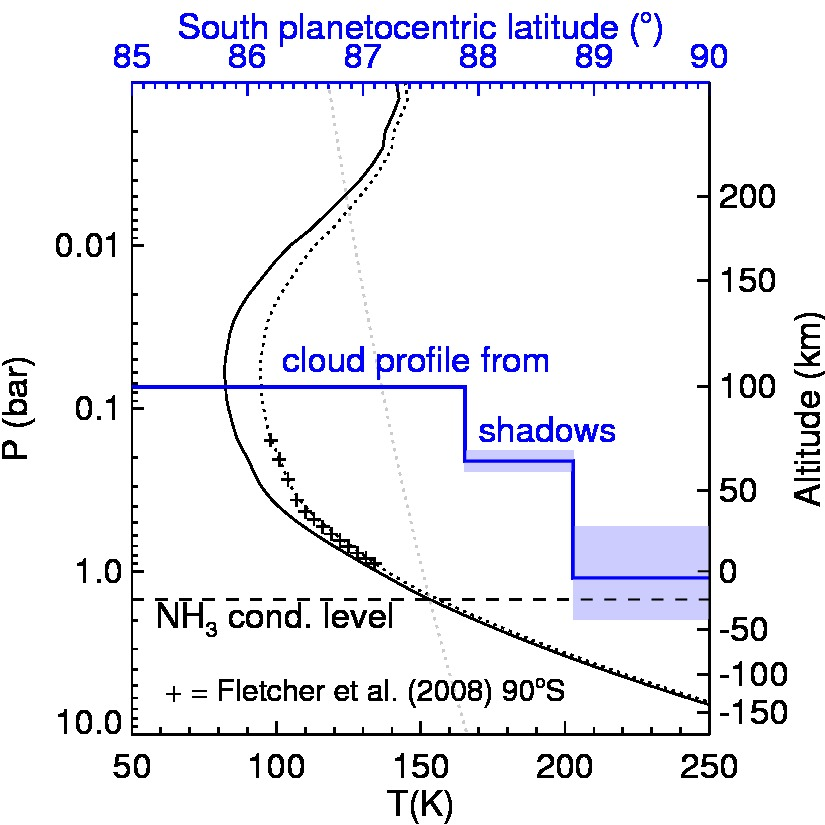 South planetocentric latitude (°)
85 86 87 88 89 90
P (bar)
0.01
0.1
1.0
10.0
200
150
100
50
0
-50
-100
-150
Altitude (km)
cloud profile from
shadows
NH₃ cond. level
+ = Fletcher et al. (2008) 90°S
50 100 150 200 250
T(K)